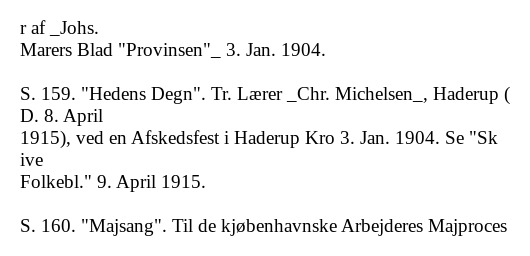 r af _Johs.
Marers Blad "Provinsen"_ 3. Jan. 1904.

S. 159. "Hedens Degn". Tr. Lærer _Chr. Michelsen_, Haderup (
D. 8. April
1915), ved en Afskedsfest i Haderup Kro 3. Jan. 1904. Se "Sk
ive
Folkebl." 9. April 1915.

S. 160. "Majsang". Til de kjøbenhavnske Arbejderes Majproces